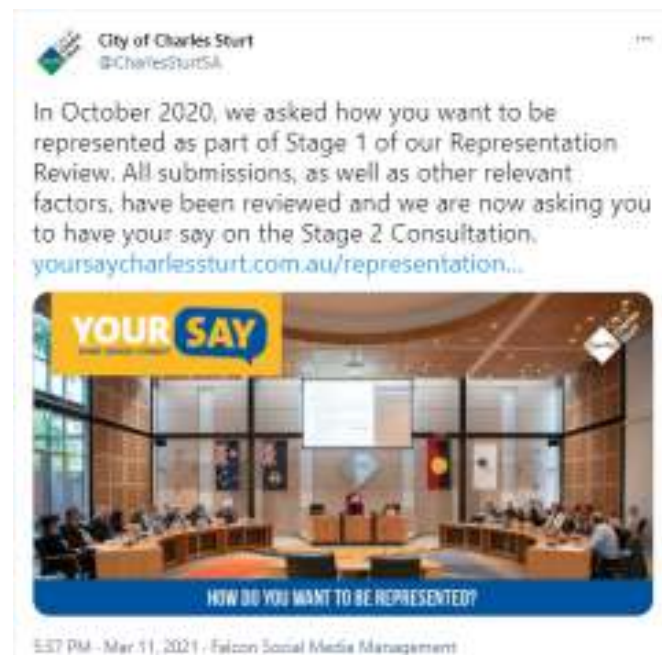 City of Charles Sturt
@CharlesSturtSA
In October 2020, we asked how you want to be
represented as part of Stage 1 of our Representation
Review. All submissions, as well as other relevant
factors, have been reviewed and we are now asking you
to have your say on the Stage 2 Consultation.
yoursaycharlessturt.com.au/representation...
YOUR SAY
HOW DO YOU WANT TO BE REPRESENTED?
5:37 PM · Mar 11, 2021 · Falcon Social Media Management